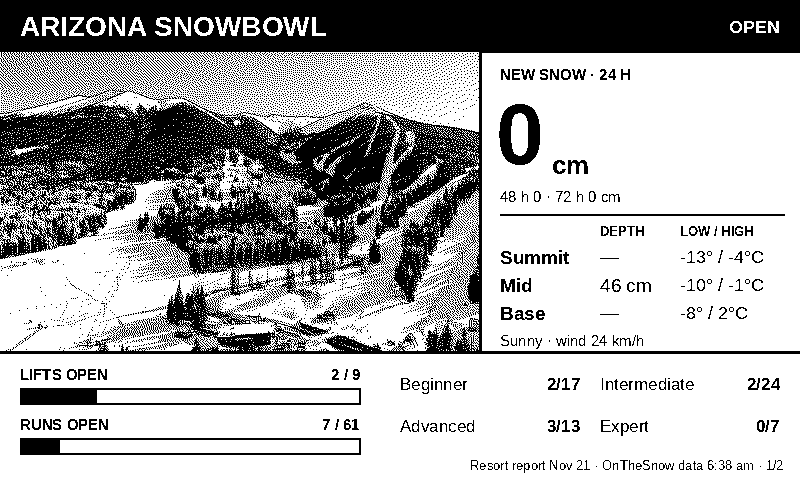 ARIZONA SNOWBOWL
OPEN
NEW SNOW · 24 H
0 cm
48 h 0 · 72 h 0 cm
DEPTH LOW / HIGH
Summit — -13° / -4°C
Mid 46 cm -10° / -1°C
Base — -8° / 2°C
Sunny · wind 24 km/h
LIFTS OPEN 2 / 9
RUNS OPEN 7 / 61
Beginner 2/17 Intermediate 2/24
Advanced 3/13 Expert 0/7
Resort report Nov 21 · OnTheSnow data 6:38 am · 1/2